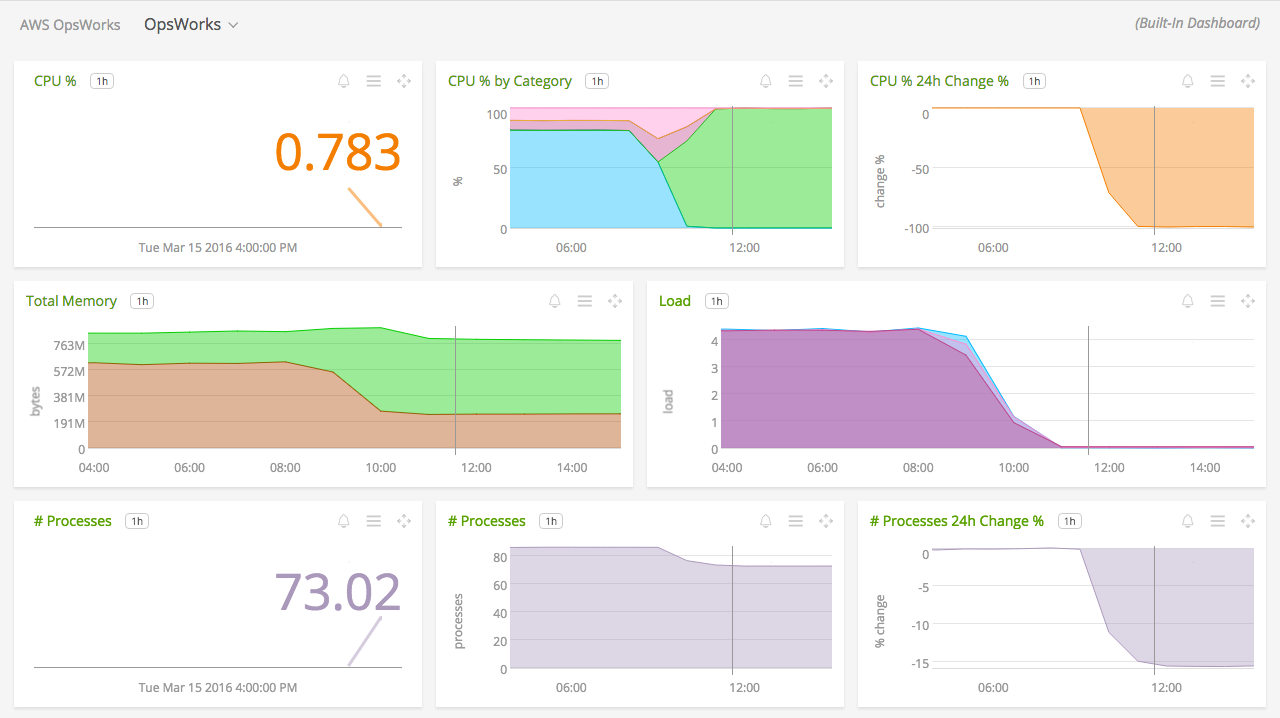 AWS OpsWorks OpsWorks (Built-In Dashboard)
CPU % 1h
0.783
Tue Mar 15 2016 4:00:00 PM
CPU % by Category 1h
100
50
0
%
06:00 12:00
CPU % 24h Change % 1h
0
-50
-100
change %
06:00 12:00
Total Memory 1h
763M
572M
381M
191M
0
bytes
04:00 06:00 08:00 10:00 12:00 14:00
Load 1h
4
3
2
1
0
load
04:00 06:00 08:00 10:00 12:00 14:00
# Processes 1h
73.02
Tue Mar 15 2016 4:00:00 PM
# Processes 1h
80
60
40
20
0
processes
06:00 12:00
# Processes 24h Change % 1h
0
-5
-10
-15
% change
06:00 12:00